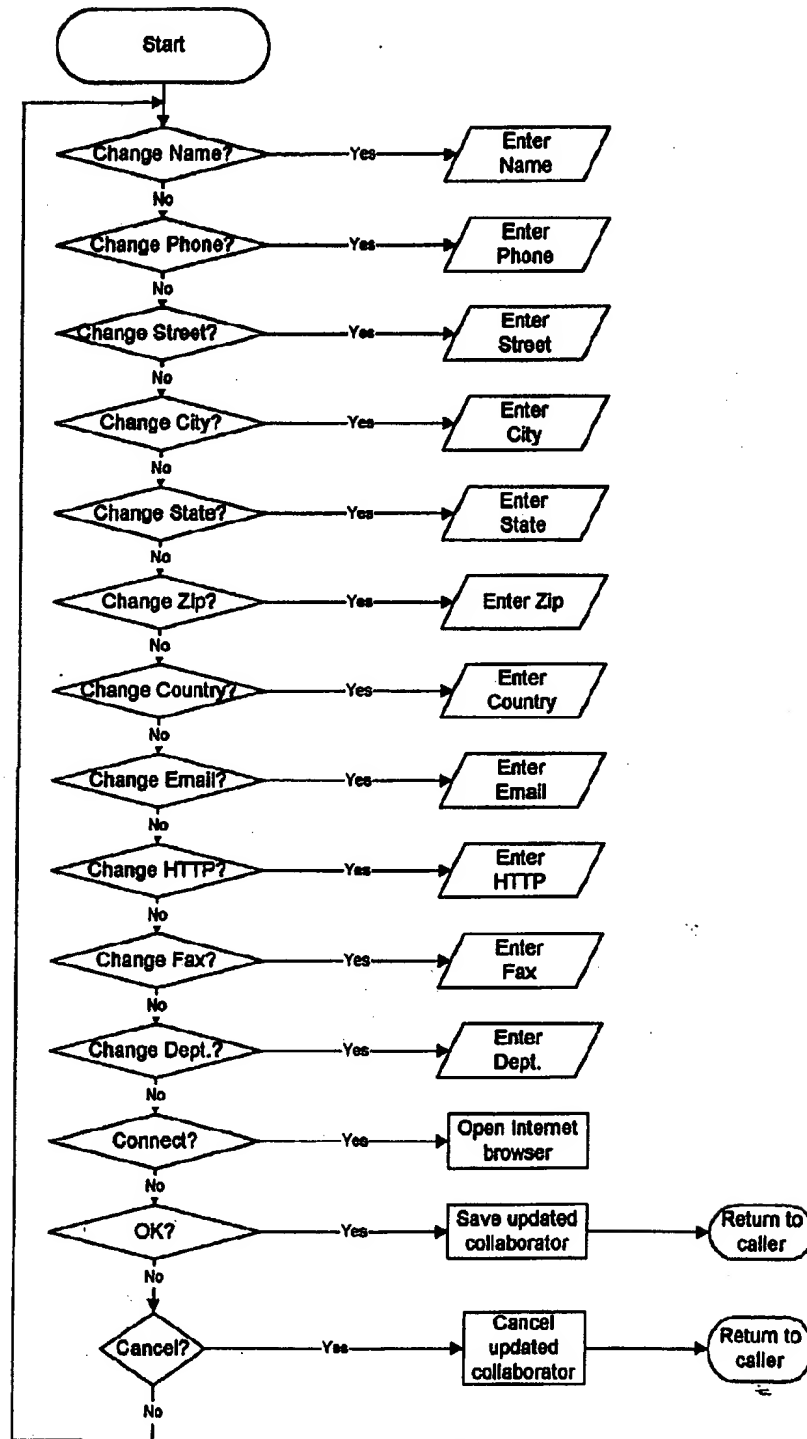 Start
Change Name?
Yes
Enter
Name
No
Change Phone?
Yes
Enter
Phone
No
Change Street?
Yes
Enter
Street
No
Change City?
Yes
Enter
City
No
Change State?
Yes
Enter
State
No
Change Zip?
Yes
Enter Zip
No
Change Country?
Yes
Enter
Country
No
Change Email?
Yes
Enter
Email
No
Change HTTP?
Yes
Enter
HTTP
No
Change Fax?
Yes
Enter
Fax
No
Change Dept.?
Yes
Enter
Dept.
No
Connect?
Yes
Open Internet
browser
No
OK?
Yes
Save updated
collaborator
Return to
caller
No
Cancel?
Yes
Cancel
updated
collaborator
Return to
caller
No